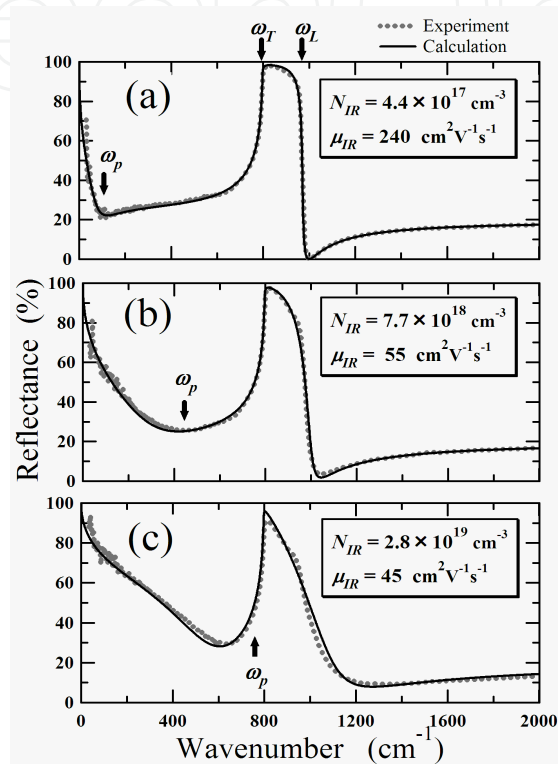 ω_T ω_L
Experiment
Calculation
(a)
N_IR = 4.4 × 10^17 cm^-3
μ_IR = 240 cm^2V^-1s^-1
ω_p
100
80
60
40
20
0
(b)
N_IR = 7.7 × 10^18 cm^-3
μ_IR = 55 cm^2V^-1s^-1
ω_p
100
80
60
40
20
0
Reflectance (%)
(c)
N_IR = 2.8 × 10^19 cm^-3
μ_IR = 45 cm^2V^-1s^-1
ω_p
100
80
60
40
20
0
0 400 800 1200 1600 2000
Wavenumber (cm^-1)